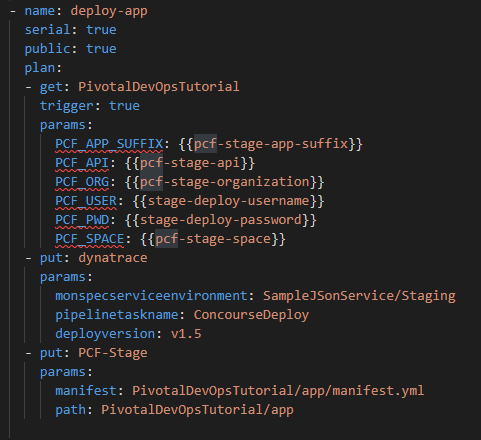 - name: deploy-app
serial: true
public: true
plan:
- get: PivotalDevOpsTutorial
trigger: true
params:
PCF_APP_SUFFIX: {{pcf-stage-app-suffix}}
PCF_API: {{pcf-stage-api}}
PCF_ORG: {{pcf-stage-organization}}
PCF_USER: {{stage-deploy-username}}
PCF_PWD: {{stage-deploy-password}}
PCF_SPACE: {{pcf-stage-space}}
- put: dynatrace
params:
monspecserviceenvironment: SampleJSonService/Staging
pipelinetaskname: ConcourseDeploy
deployversion: v1.5
- put: PCF-Stage
params:
manifest: PivotalDevOpsTutorial/app/manifest.yml
path: PivotalDevOpsTutorial/app